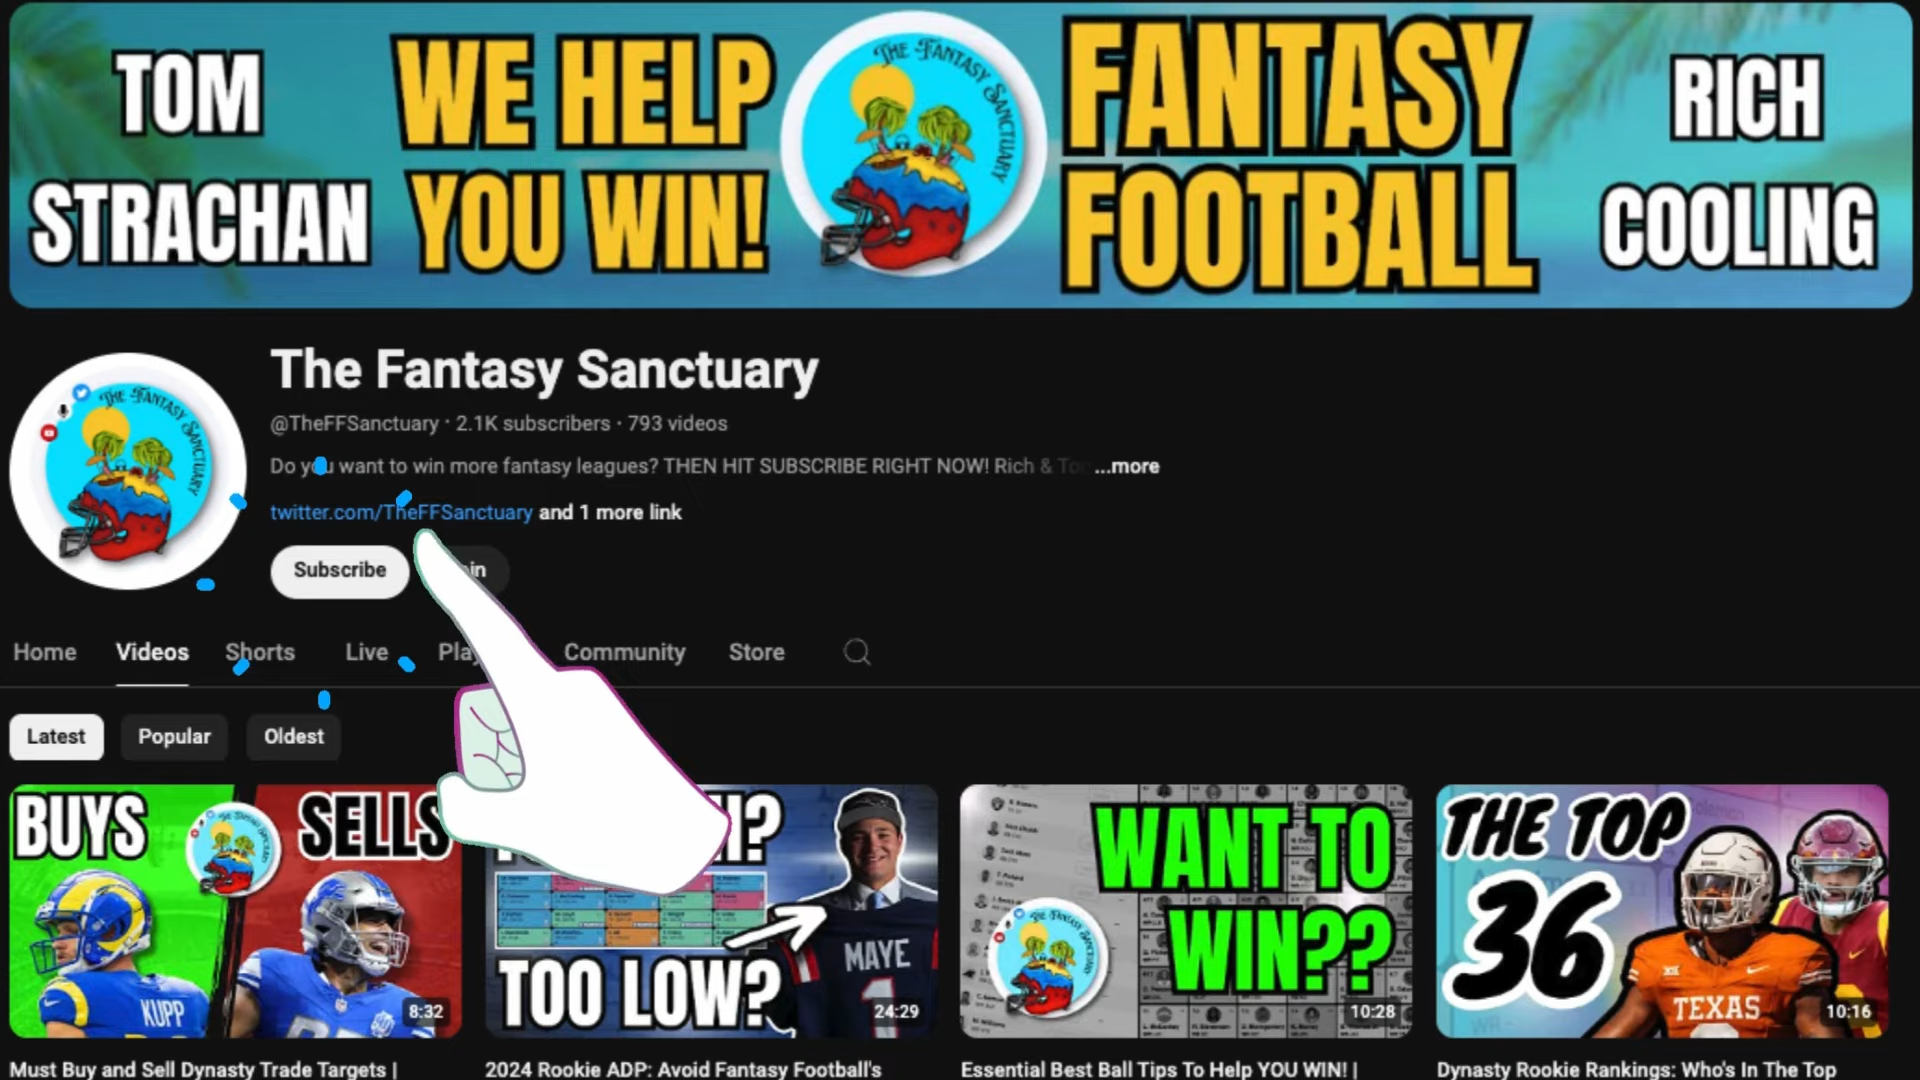 TOM
STRACHAN
WE HELP
YOU WIN!
THE FANTASY SANCTUARY
FANTASY
FOOTBALL
RICH
COOLING
The Fantasy Sanctuary
@TheFFSanctuary · 2.1K subscribers · 793 videos
Do you want to win more fantasy leagues? THEN HIT SUBSCRIBE RIGHT NOW! Rich & To ...more
twitter.com/TheFFSanctuary and 1 more link
THE FANTASY SANCTUARY
Subscribe
Home Videos Shorts Live Community Store
Latest Popular Oldest
BUYS SELLS
KUPP
8:32
TOO LOW?
MAYE
1
24:29
WANT TO
WIN??
10:28
THE TOP
36
TEXAS
10:16
Must Buy and Sell Dynasty Trade Targets |
2024 Rookie ADP: Avoid Fantasy Football's
Essential Best Ball Tips To Help YOU WIN! |
Dynasty Rookie Rankings: Who's In The Top